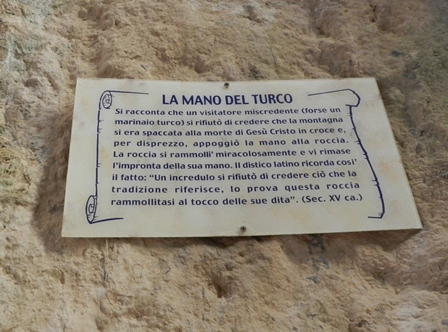 LA MANO DEL TURCO
Si racconta che un visitatore miscredente (forse un
marinaio turco) si rifiutò di credere che la montagna
si era spaccata alla morte di Gesù Cristo in croce e,
per disprezzo, appoggiò la mano alla roccia.
La roccia si rammollì miracolosamente e vi rimase
l'impronta della sua mano. Il distico latino ricorda cosi'
il fatto: "Un incredulo si rifiutò di credere ciò che la
tradizione riferisce, lo prova questa roccia
rammollitasi al tocco delle sue dita". (Sec. XV ca.)